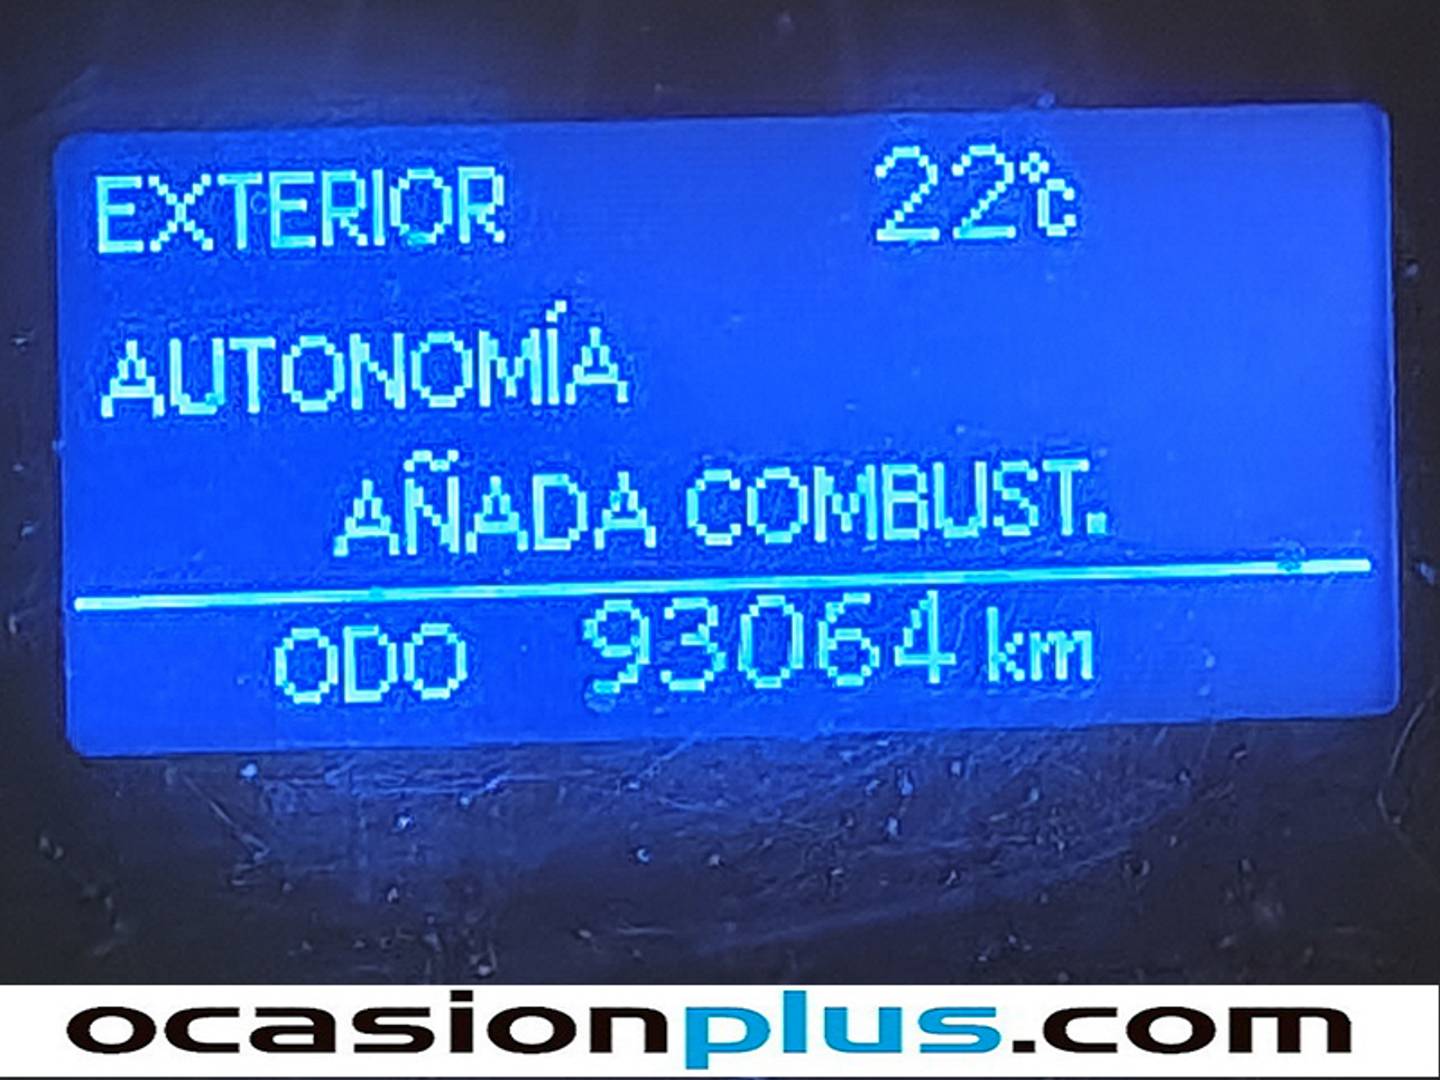 EXTERIOR 22°C
AUTONOMÍA
AÑADA COMBUST.
ODO 93064 km
ocasionplus.com